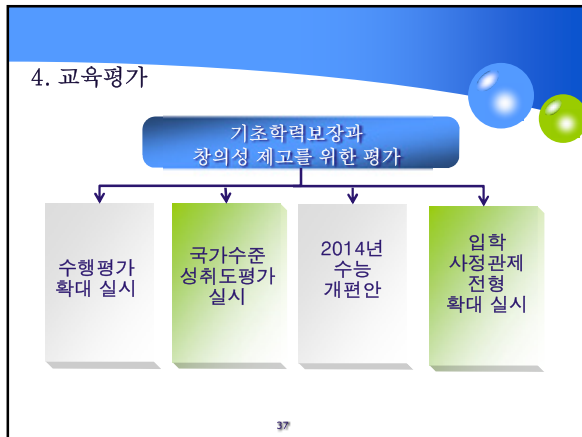 4. 교육평가
기초학력보장과
창의성 제고를 위한 평가
수행평가
확대 실시
국가수준
성취도평가
실시
2014년
수능
개편안
입학
사정관제
전형
확대 실시
37